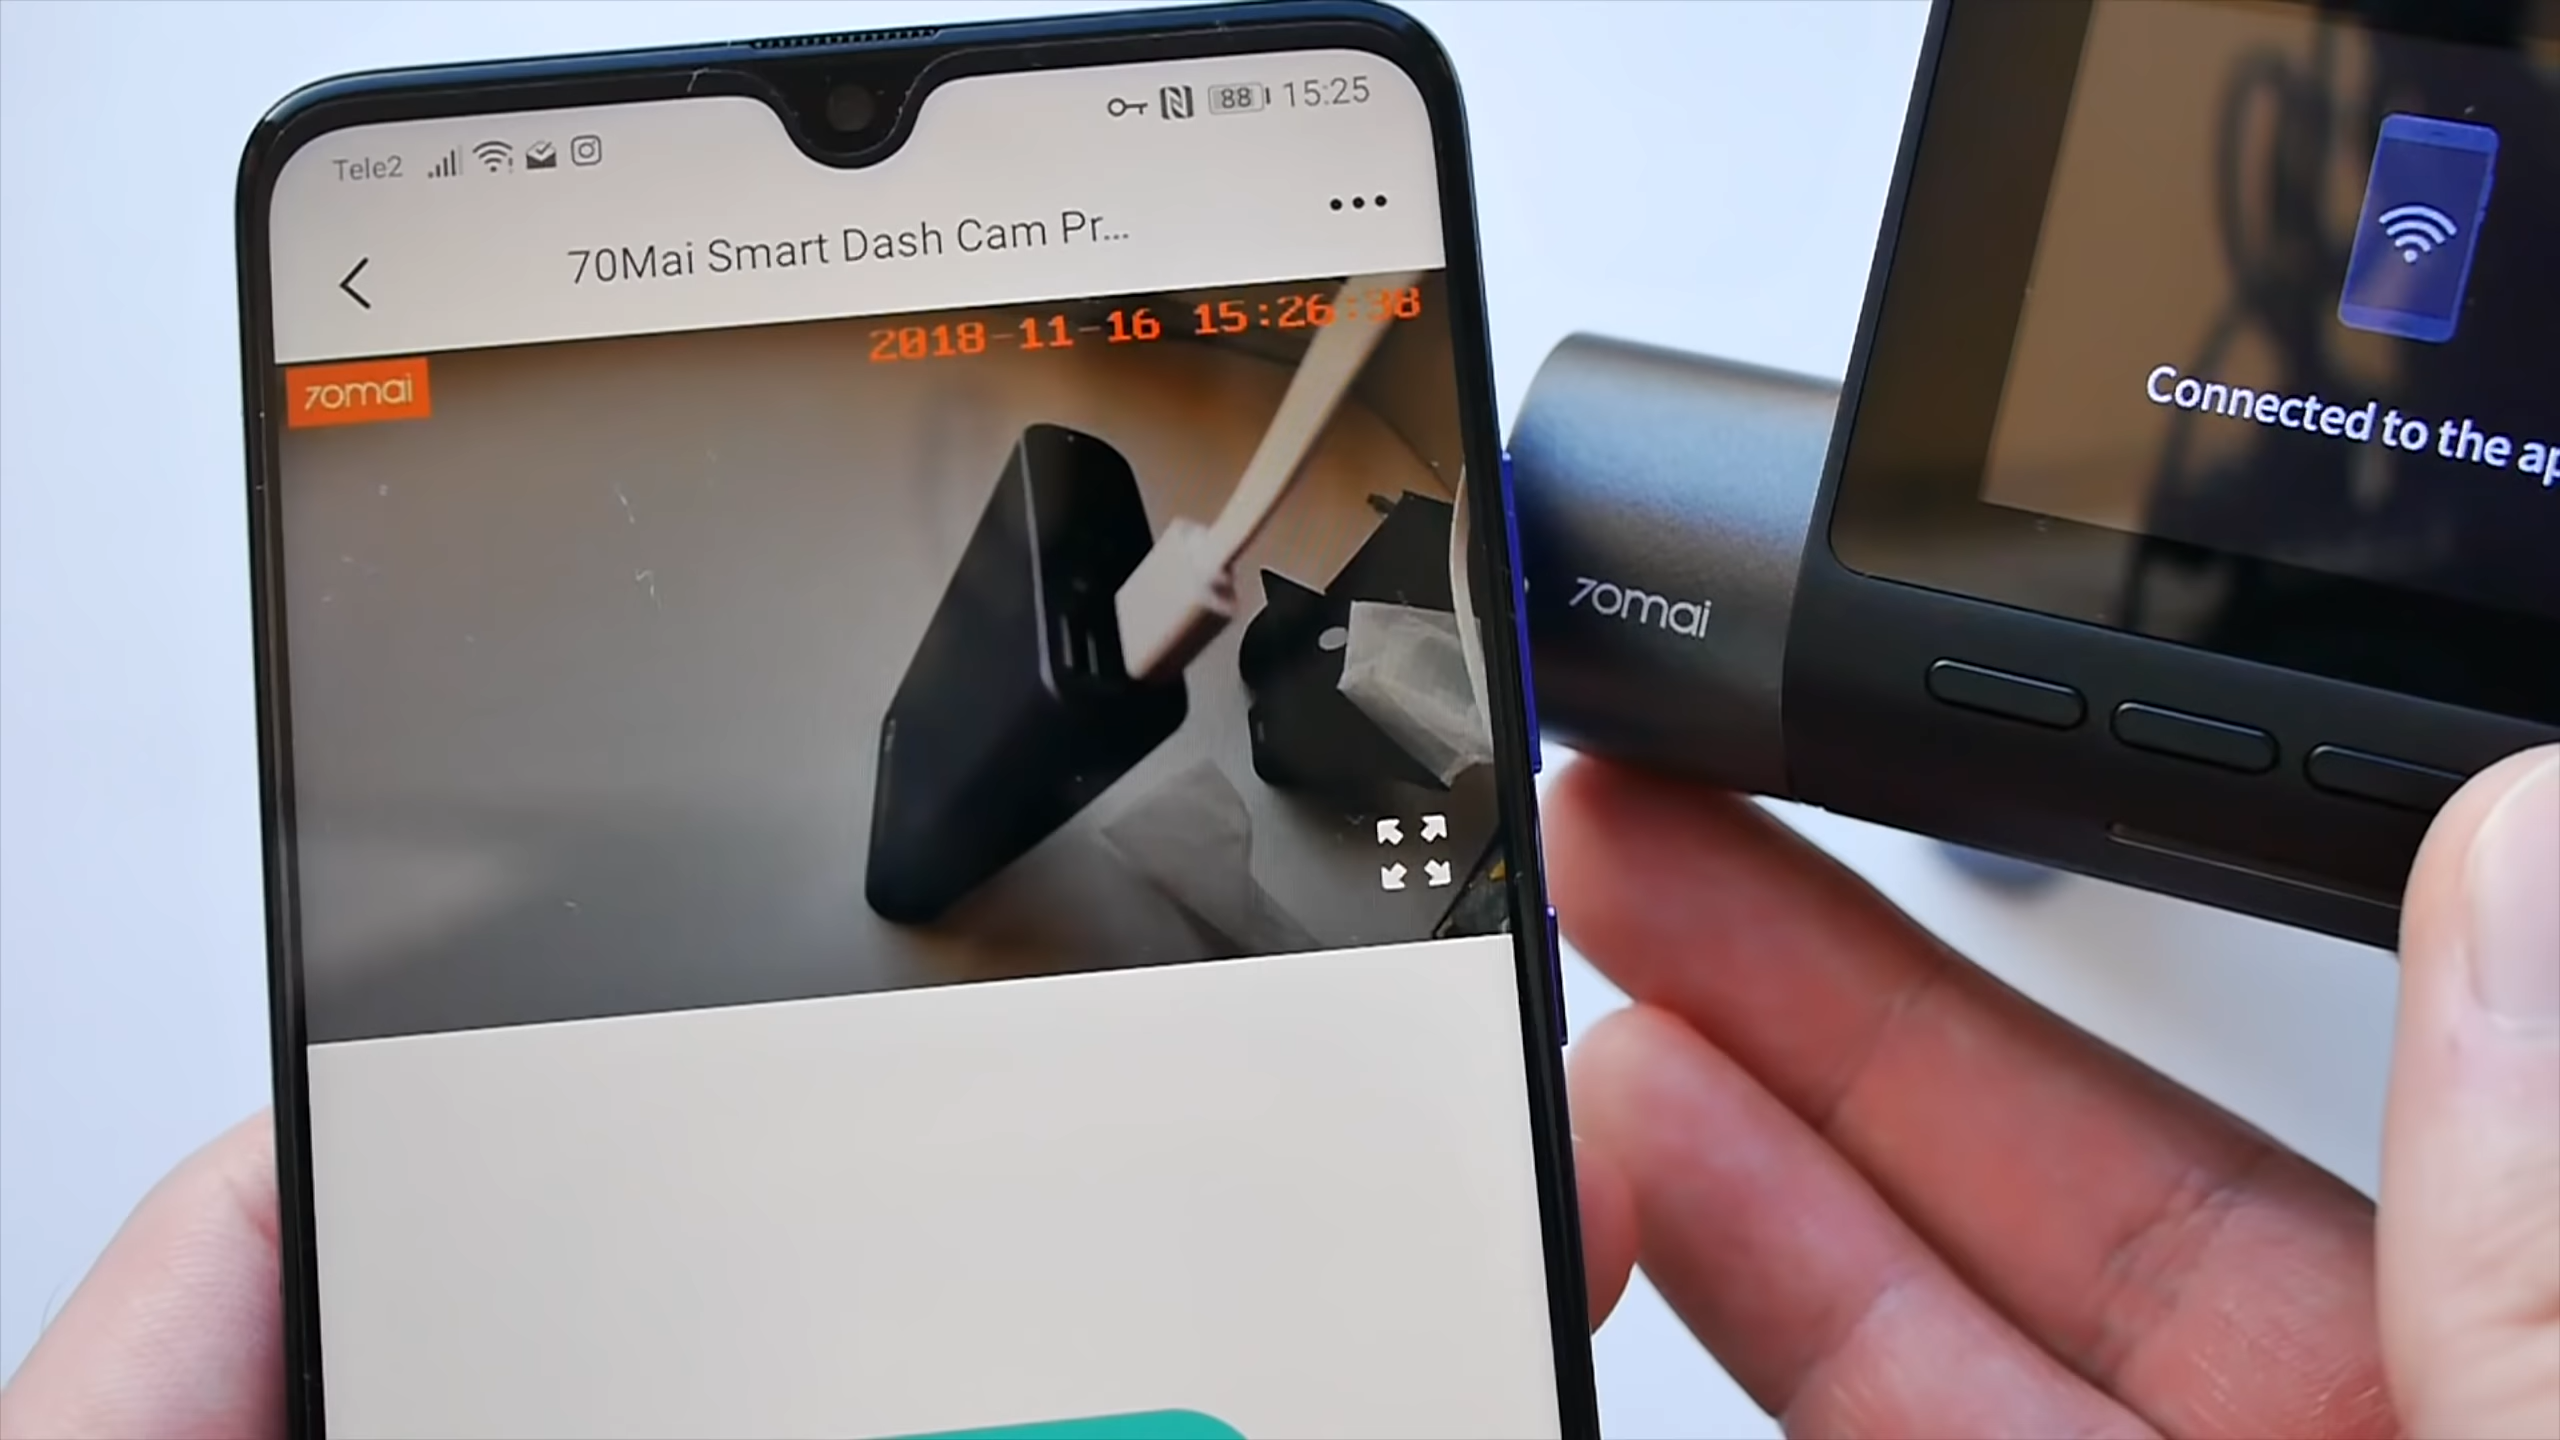 Tele2
88 15:25
70Mai Smart Dash Cam Pr...
2018-11-16 15:26:38
70mai
70mai
Connected to the ap